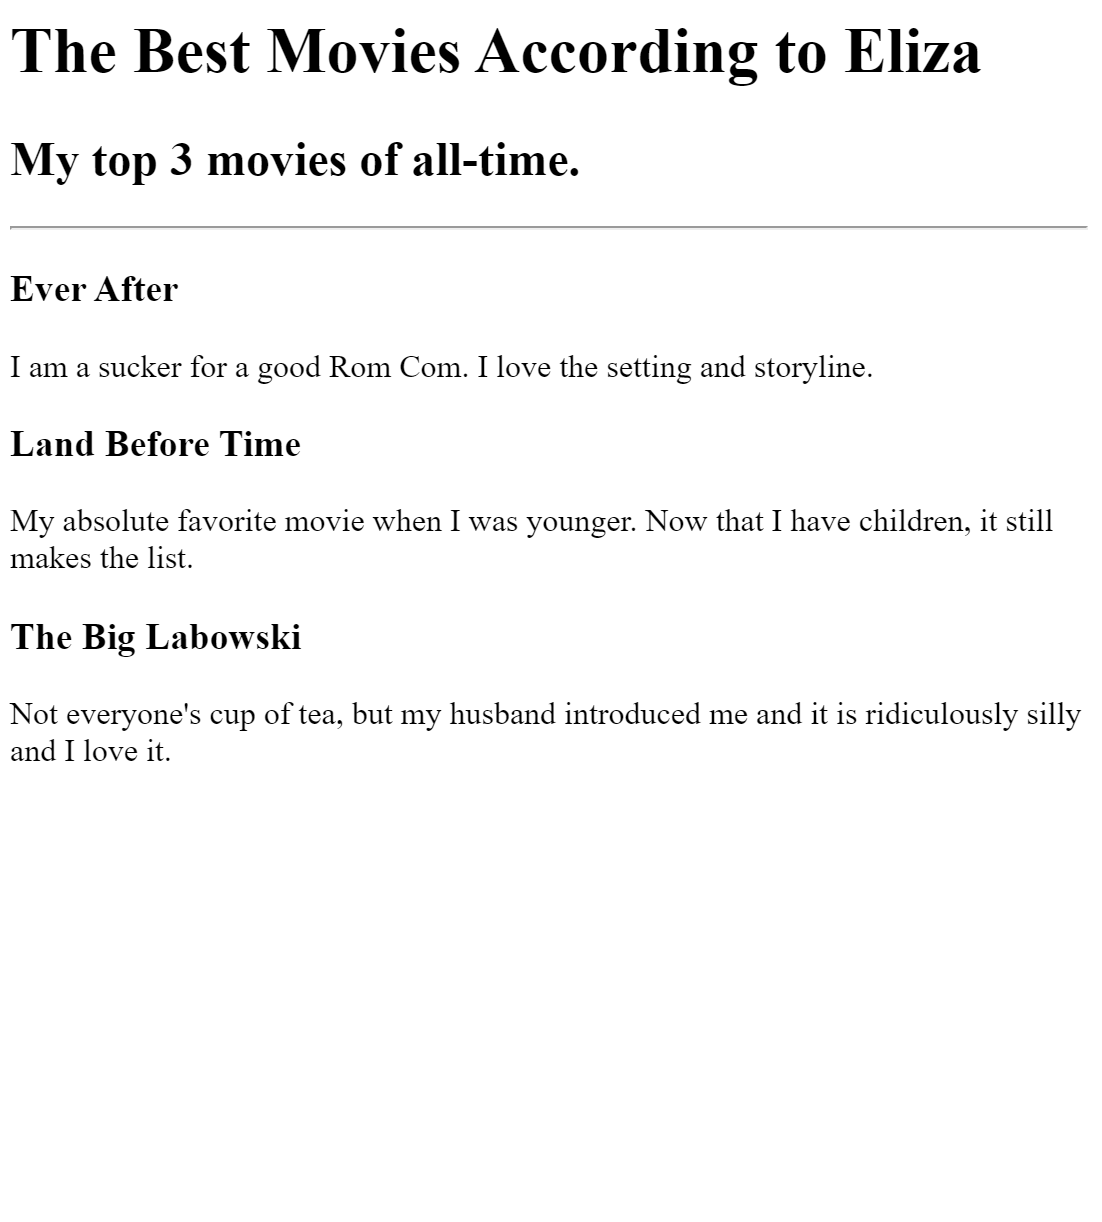 The Best Movies According to Eliza
My top 3 movies of all-time.
Ever After
I am a sucker for a good Rom Com. I love the setting and storyline.
Land Before Time
My absolute favorite movie when I was younger. Now that I have children, it still
makes the list.
The Big Labowski
Not everyone's cup of tea, but my husband introduced me and it is ridiculously silly
and I love it.